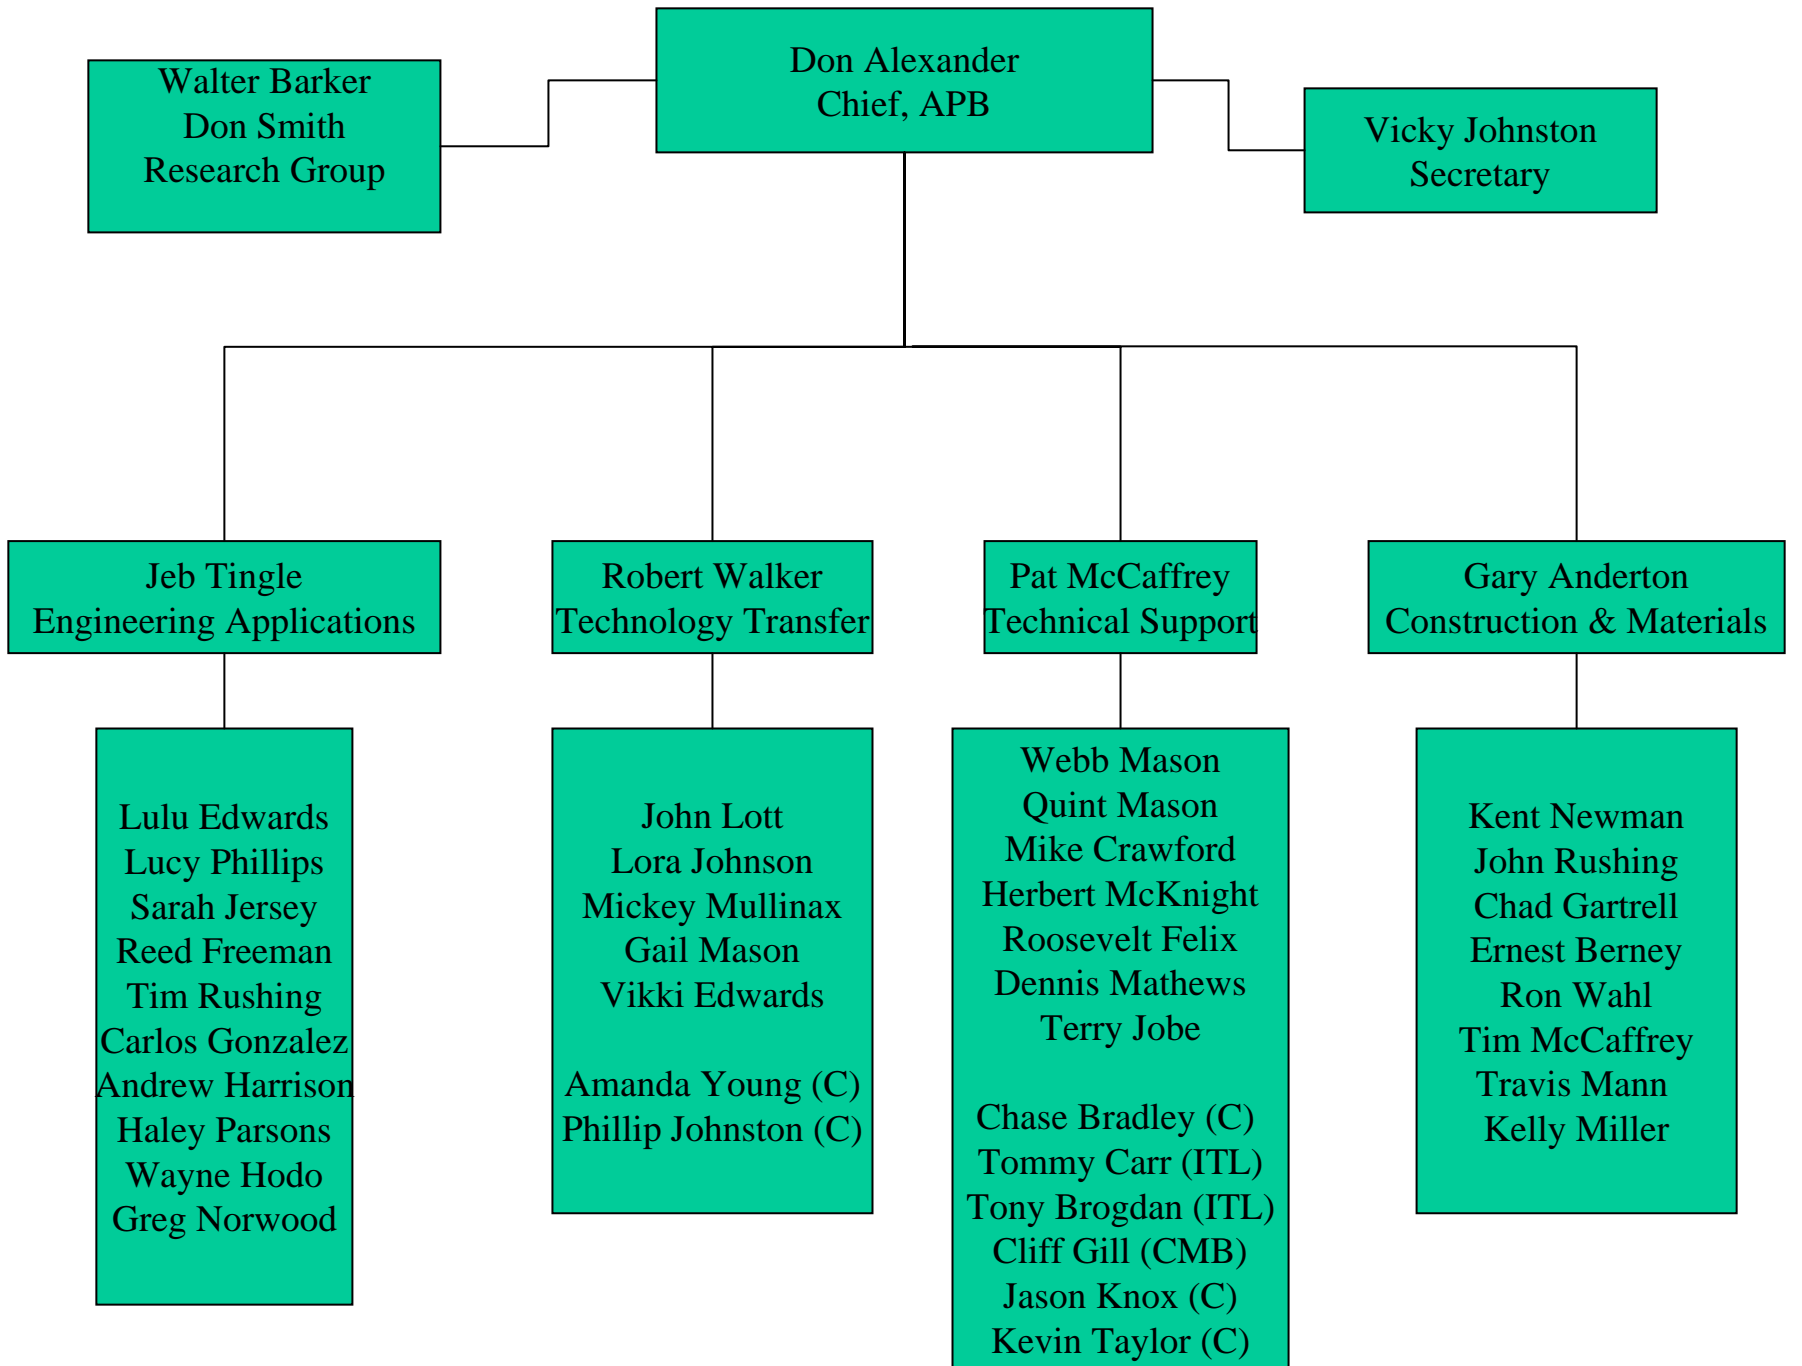 Don Alexander
Chief, APB
Walter Barker
Don Smith
Research Group
Vicky Johnston
Secretary
Jeb Tingle
Engineering Applications
Robert Walker
Technology Transfer
Pat McCaffrey
Technical Support
Gary Anderton
Construction & Materials
Lulu Edwards
Lucy Phillips
Sarah Jersey
Reed Freeman
Tim Rushing
Carlos Gonzalez
Andrew Harrison
Haley Parsons
Wayne Hodo
Greg Norwood
John Lott
Lora Johnson
Mickey Mullinax
Gail Mason
Vikki Edwards
Amanda Young (C)
Phillip Johnston (C)
Webb Mason
Quint Mason
Mike Crawford
Herbert McKnight
Roosevelt Felix
Dennis Mathews
Terry Jobe
Chase Bradley (C)
Tommy Carr (ITL)
Tony Brogdan (ITL)
Cliff Gill (CMB)
Jason Knox (C)
Kevin Taylor (C)
Kent Newman
John Rushing
Chad Gartrell
Ernest Berney
Ron Wahl
Tim McCaffrey
Travis Mann
Kelly Miller